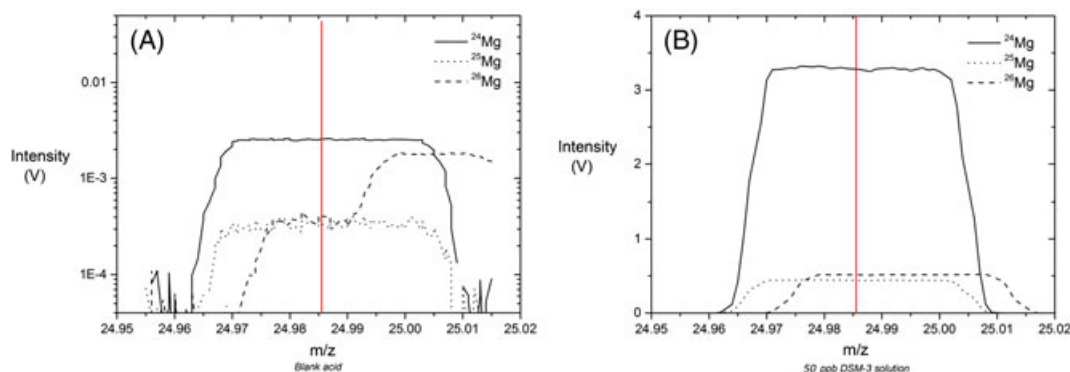 (A)
²⁴Mg
²⁵Mg
²⁶Mg
0.01
Intensity
(V)
1E-3
1E-4
24.95 24.96 24.97 24.98 24.99 25.00 25.01 25.02
m/z
Blank acid
(B)
²⁴Mg
²⁵Mg
²⁶Mg
4
3
Intensity
(V)
2
1
0
24.95 24.96 24.97 24.98 24.99 25.00 25.01 25.02
m/z
50 ppb DSM-3 solution